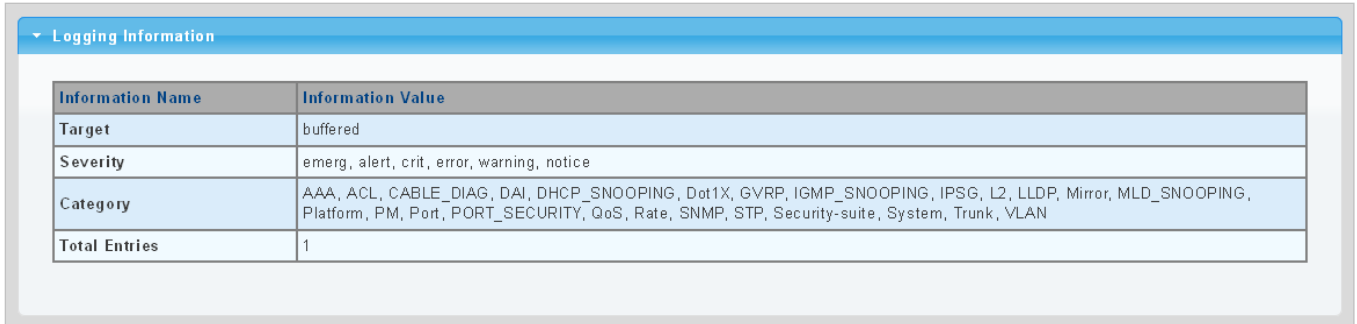 Logging Information
Information Name Information Value
Target buffered
Severity emerg, alert, crit, error, warning, notice
Category AAA, ACL, CABLE_DIAG, DAI, DHCP_SNOOPING, Dot1X, GVRP, IGMP_SNOOPING, IPSG, L2, LLDP, Mirror, MLD_SNOOPING,
Platform, PM, Port, PORT_SECURITY, QoS, Rate, SNMP, STP, Security-suite, System, Trunk, VLAN
Total Entries 1